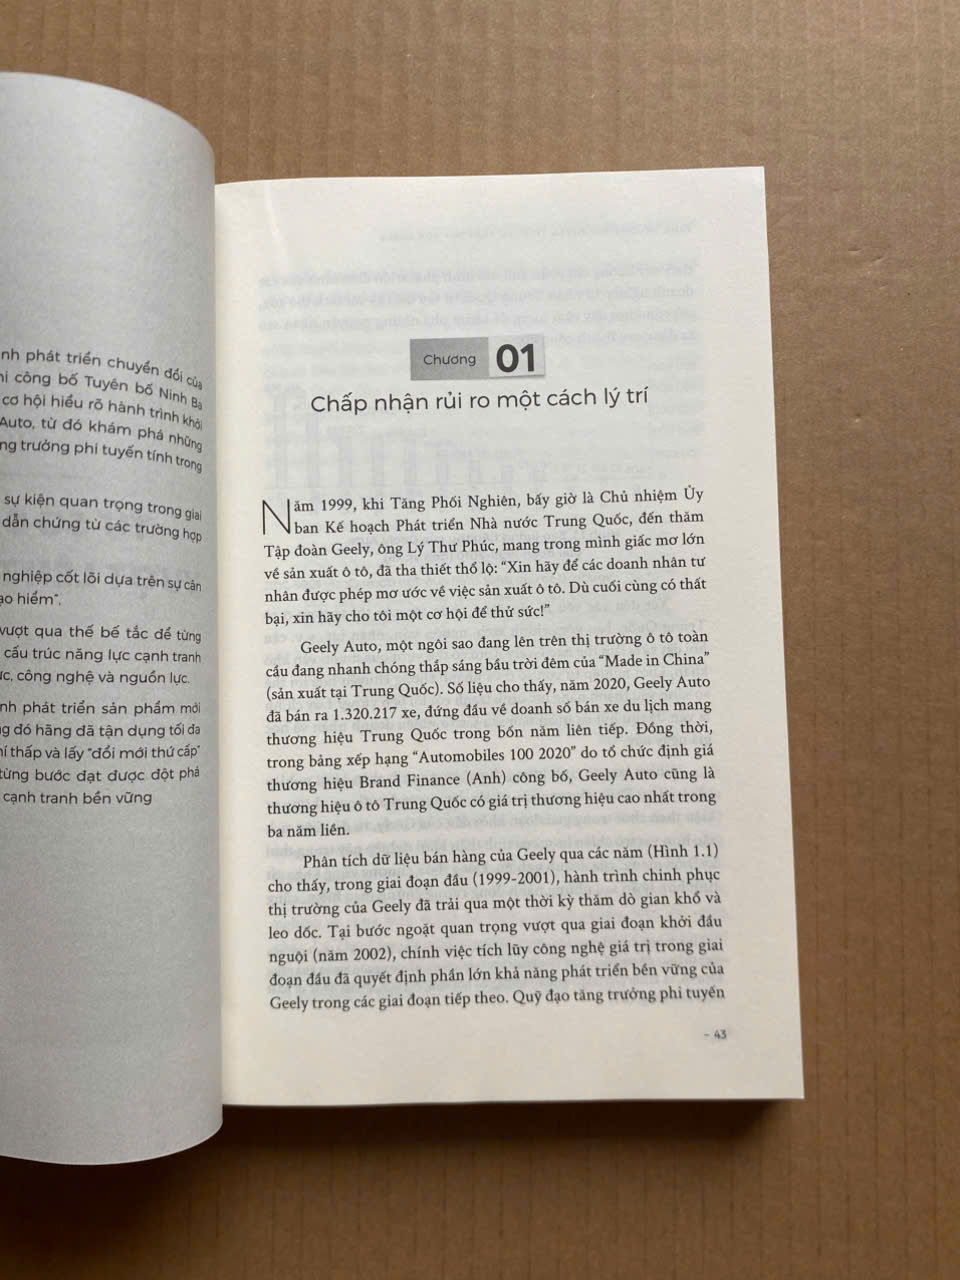 nh phát triển chuyển đổi của
ni công bố Tuyên bố Ninh Ba
cơ hội hiểu rõ hành trình khởi
Auto, từ đó khám phá những
ng trưởng phi tuyến tính trong
sự kiện quan trọng trong giai
dẫn chứng từ các trường hợp
nghiệp cốt lõi dựa trên sự cân
ạo hiểm”.
vượt qua thế bế tắc để từng
cấu trúc năng lực cạnh tranh
ực, công nghệ và nguồn lực.
nh phát triển sản phẩm mới
g đó hãng đã tận dụng tối đa
hí thấp và lấy “đổi mới thứ cấp”
từng bước đạt được đột phá
cạnh tranh bền vững
Chương 01
Chấp nhận rủi ro một cách lý trí
Năm 1999, khi Tăng Phối Nghiên, bấy giờ là Chủ nhiệm Ủy
ban Kế hoạch Phát triển Nhà nước Trung Quốc, đến thăm
Tập đoàn Geely, ông Lý Thư Phúc, mang trong mình giấc mơ lớn
về sản xuất ô tô, đã tha thiết thổ lộ: “Xin hãy để các doanh nhân tư
nhân được phép mơ ước về việc sản xuất ô tô. Dù cuối cùng có thất
bại, xin hãy cho tôi một cơ hội để thử sức!”
Geely Auto, một ngôi sao đang lên trên thị trường ô tô toàn
cầu đang nhanh chóng thắp sáng bầu trời đêm của “Made in China”
(sản xuất tại Trung Quốc). Số liệu cho thấy, năm 2020, Geely Auto
đã bán ra 1.320.217 xe, đứng đầu về doanh số bán xe du lịch mang
thương hiệu Trung Quốc trong bốn năm liên tiếp. Đồng thời,
trong bảng xếp hạng “Automobiles 100 2020” do tổ chức định giá
thương hiệu Brand Finance (Anh) công bố, Geely Auto cũng là
thương hiệu ô tô Trung Quốc có giá trị thương hiệu cao nhất trong
ba năm liền.
Phân tích dữ liệu bán hàng của Geely qua các năm (Hình 1.1)
cho thấy, trong giai đoạn đầu (1999-2001), hành trình chinh phục
thị trường của Geely đã trải qua một thời kỳ thăm dò gian khổ và
leo dốc. Tại bước ngoặt quan trọng vượt qua giai đoạn khởi đầu
nguội (năm 2002), chính việc tích lũy công nghệ giá trị trong giai
đoạn đầu đã quyết định phần lớn khả năng phát triển bền vững của
Geely trong các giai đoạn tiếp theo. Quỹ đạo tăng trưởng phi tuyến
- 43